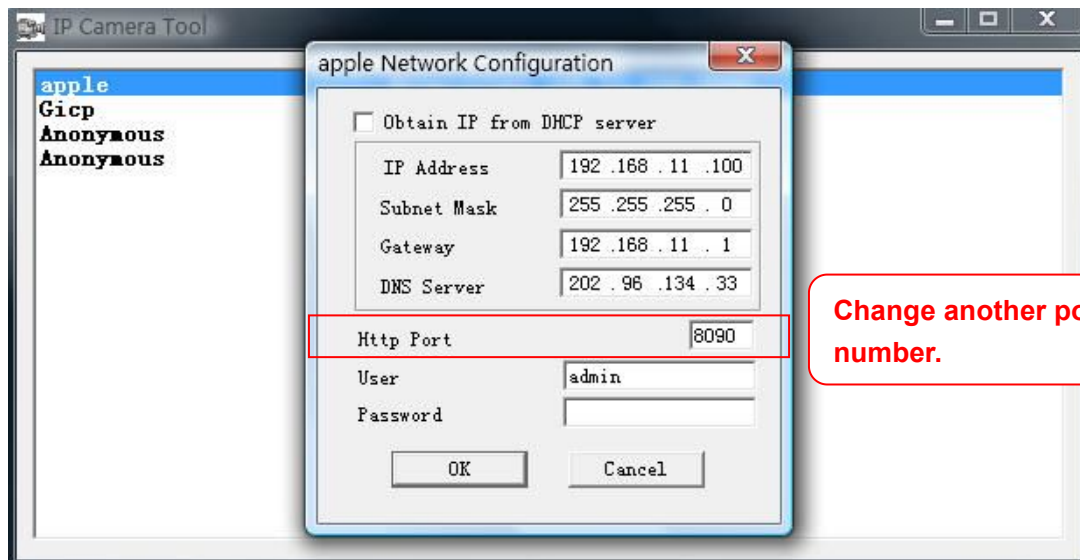 IP Camera Tool
apple
Gicp
Anonymous
Anonymous
apple Network Configuration
Obtain IP from DHCP server
IP Address 192 .168 . 11 .100
Subnet Mask 255 .255 .255 . 0
Gateway 192 .168 . 11 . 1
DNS Server 202 . 96 .134 . 33
Http Port 8090
User admin
Password
OK Cancel
Change another po
number.